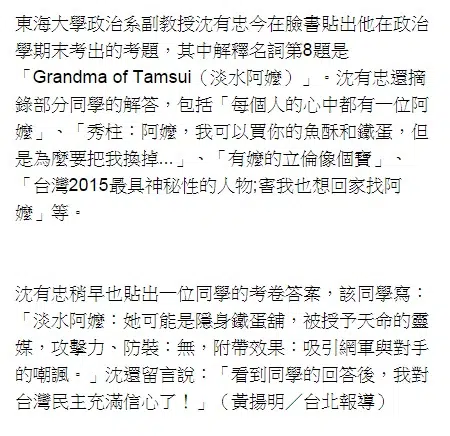 東海大學政治系副教授沈有忠今在臉書貼出他在政治
學期末考出的考題，其中解釋名詞第8題是
「Grandma of Tamsui（淡水阿嬤）」。沈有忠還摘
錄部分同學的解答，包括「每個人的心中都有一位阿
嬤」、「秀柱：阿嬤，我可以買你的魚酥和鐵蛋，但
是為麼要把我換掉...」、「有嬤的立倫像個寶」、
「台灣2015最具神秘性的人物;害我也想回家找阿
嬤」等。
沈有忠稍早也貼出一位同學的考卷答案，該同學寫：
「淡水阿嬤：她可能是隱身鐵蛋舖，被授予天命的靈
媒，攻擊力、防裝：無，附帶效果：吸引網軍與對手
的嘲諷。」沈還留言說：「看到同學的回答後，我對
台灣民主充滿信心了！」（黃揚明／台北報導）